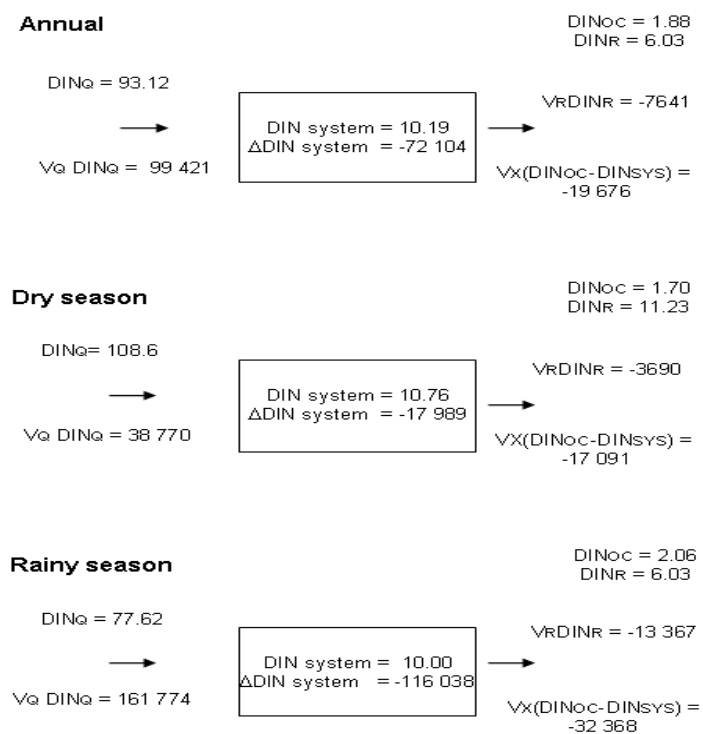 Annual
DINoc = 1.88
DINR = 6.03
DINQ = 93.12
VRDINR = -7641
DIN system = 10.19
ΔDIN system = -72 104
VQ DINQ = 99 421
Vx(DINoc-DINsys) =
-19 676
Dry season
DINoc = 1.70
DINR = 11.23
DINQ= 108.6
VRDINR = -3690
DIN system = 10.76
ΔDIN system = -17 989
VQ DINQ = 38 770
VX(DINoc-DINsys) =
-17 091
Rainy season
DINoc = 2.06
DINR = 6.03
DINQ = 77.62
VRDINR = -13 367
DIN system = 10.00
ΔDIN system = -116 038
VQ DINQ = 161 774
Vx(DINoc-DINsys) =
-32 368